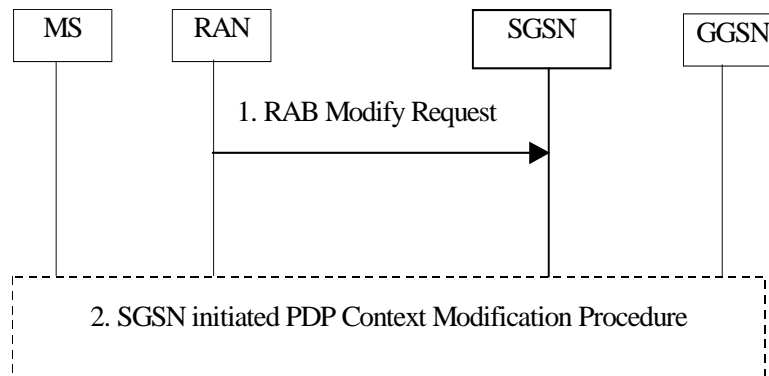 MS RAN SGSN GGSN
1. RAB Modify Request
2. SGSN initiated PDP Context Modification Procedure